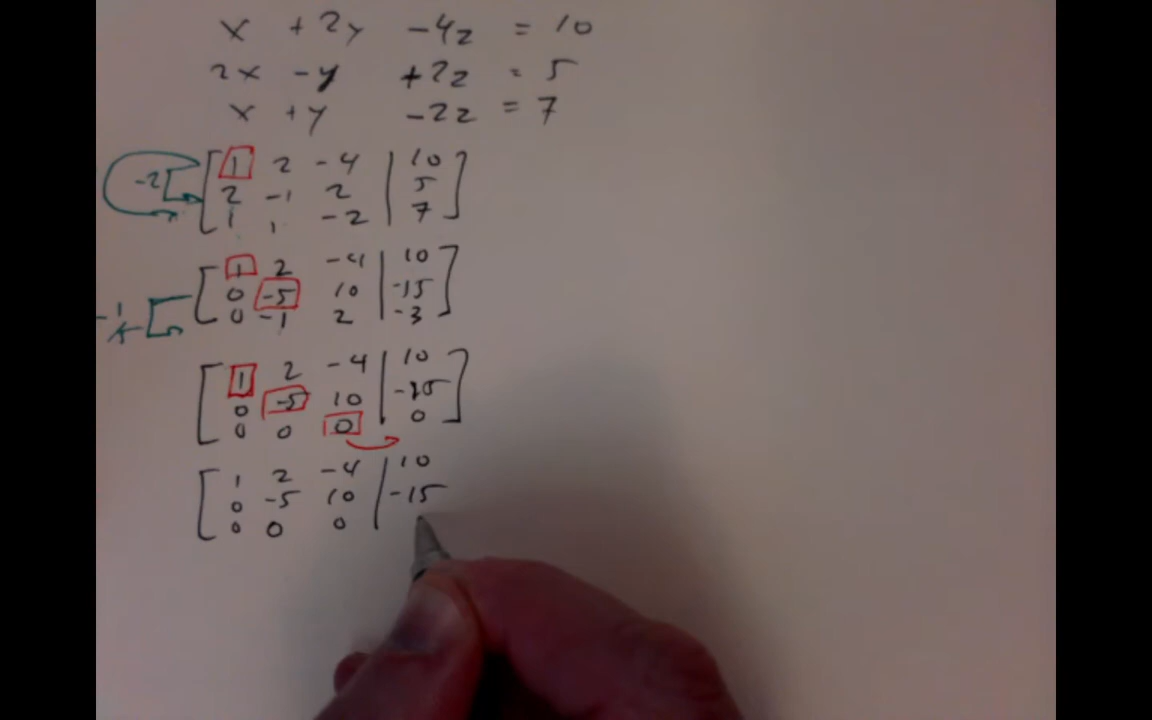 x + 2y - 4z = 10
2x - y + 2z = 5
x + y - 2z = 7
-2 [ 1 2 -4 | 10 ]
[ 2 -1 2 | 5 ]
[ 1 1 -2 | 7 ]
[ 1 2 -4 | 10 ]
[ 0 -5 10 | -15 ]
[ 0 -1 2 | -3 ]
[ 1 2 -4 | 10 ]
[ 0 -5 10 | -15 ]
[ 0 0 0 | 0 ]
[ 1 2 -4 | 10
[ 0 -5 10 | -15
[ 0 0 0 |